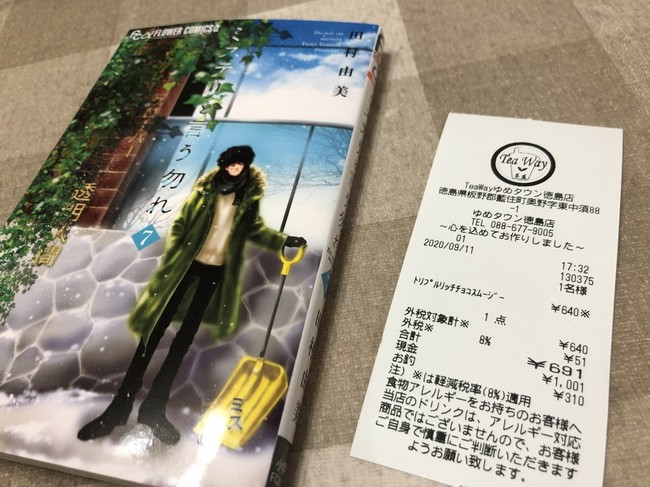 FLOWER COMICSα
田村由美
ミステリと言う勿れ
7
Tea Way
茶道
TeaWayゆめタウン徳島店
徳島県板野郡藍住町奥野字東中須88
-1
ゆめタウン徳島店
TEL 088-677-9005
～心を込めてお作りしました～
01
2020/09/11 17:32
130375
1名様
ﾄﾘﾌﾟﾙﾘｯﾁﾁｮｺｽﾑｰｼﾞｰ
¥640※
1 点
外税対象計※ ¥640
外税※ 8% ¥51
合計 ¥691
現金 ¥1,001
お釣 ¥310
注）※は軽減税率(8%)適用
食物アレルギーをお持ちのお客様へ
当店のドリンクは、アレルギー対応
商品ではございませんので、お客様
ご自身で慎重にご判断いただきます
ようお願い致します。